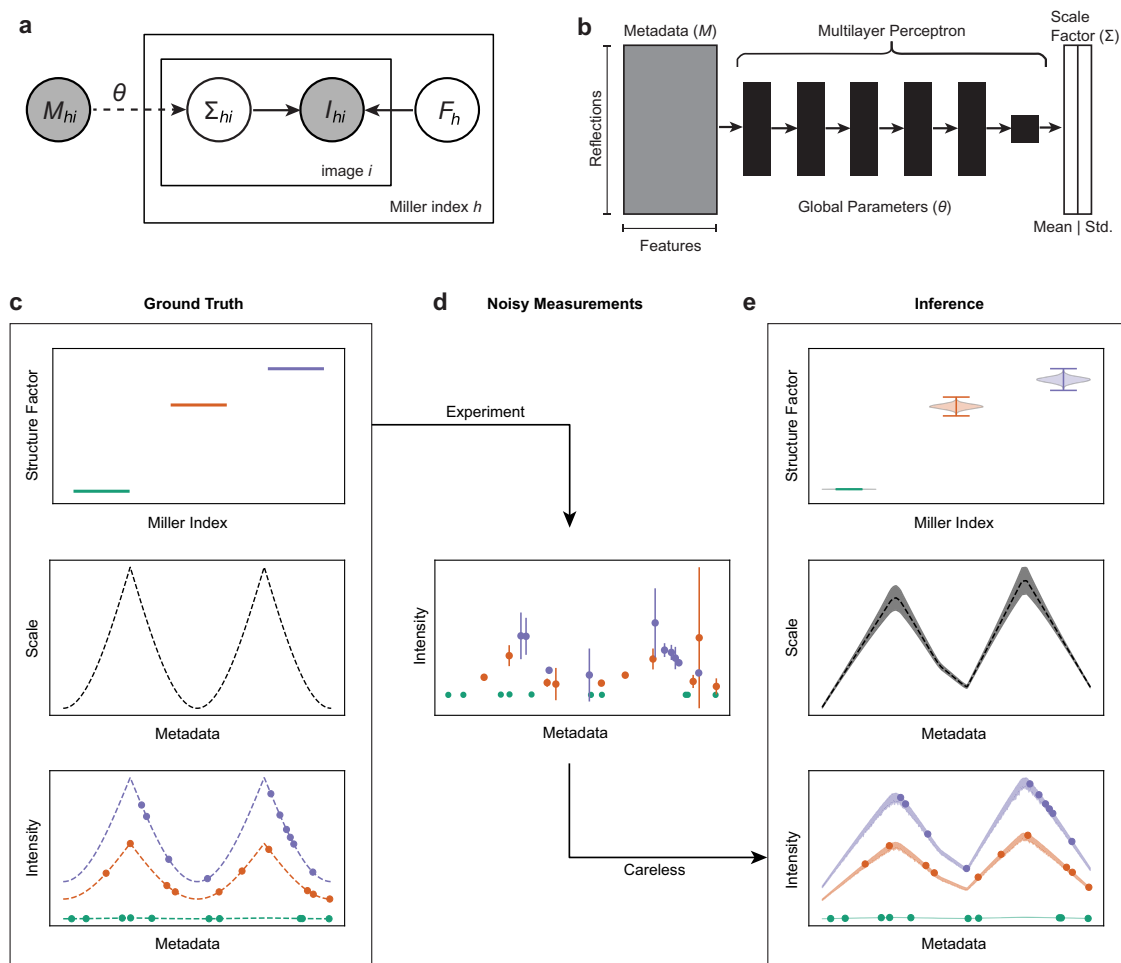 a
M_hi
θ
Σ_hi
I_hi
F_h
image i
Miller index h
b
Metadata (M)
Multilayer Perceptron
Scale
Factor (Σ)
Reflections
Features
Global Parameters (θ)
Mean | Std.
c
Ground Truth
Structure Factor
Miller Index
Scale
Metadata
Intensity
Metadata
d
Noisy Measurements
Experiment
Intensity
Metadata
Careless
e
Inference
Structure Factor
Miller Index
Scale
Metadata
Intensity
Metadata